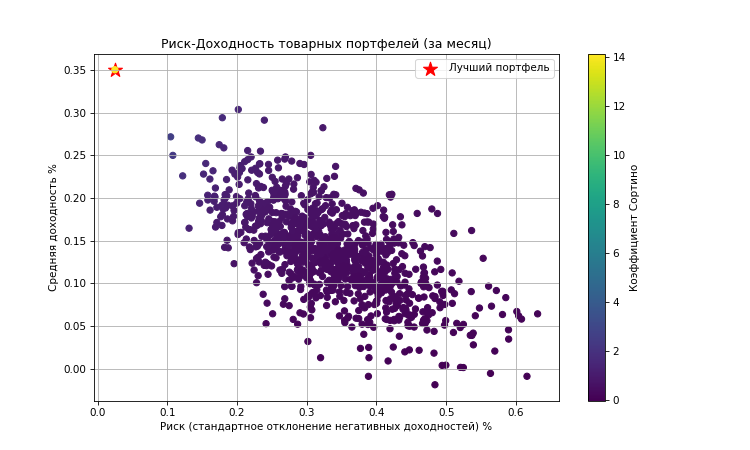 Риск-Доходность товарных портфелей (за месяц)
Лучший портфель
Средняя доходность %
0.35
0.30
0.25
0.20
0.15
0.10
0.05
0.00
0.0 0.1 0.2 0.3 0.4 0.5 0.6
Риск (стандартное отклонение негативных доходностей) %
14
12
10
8
6
4
2
0
Коэффициент Сортино